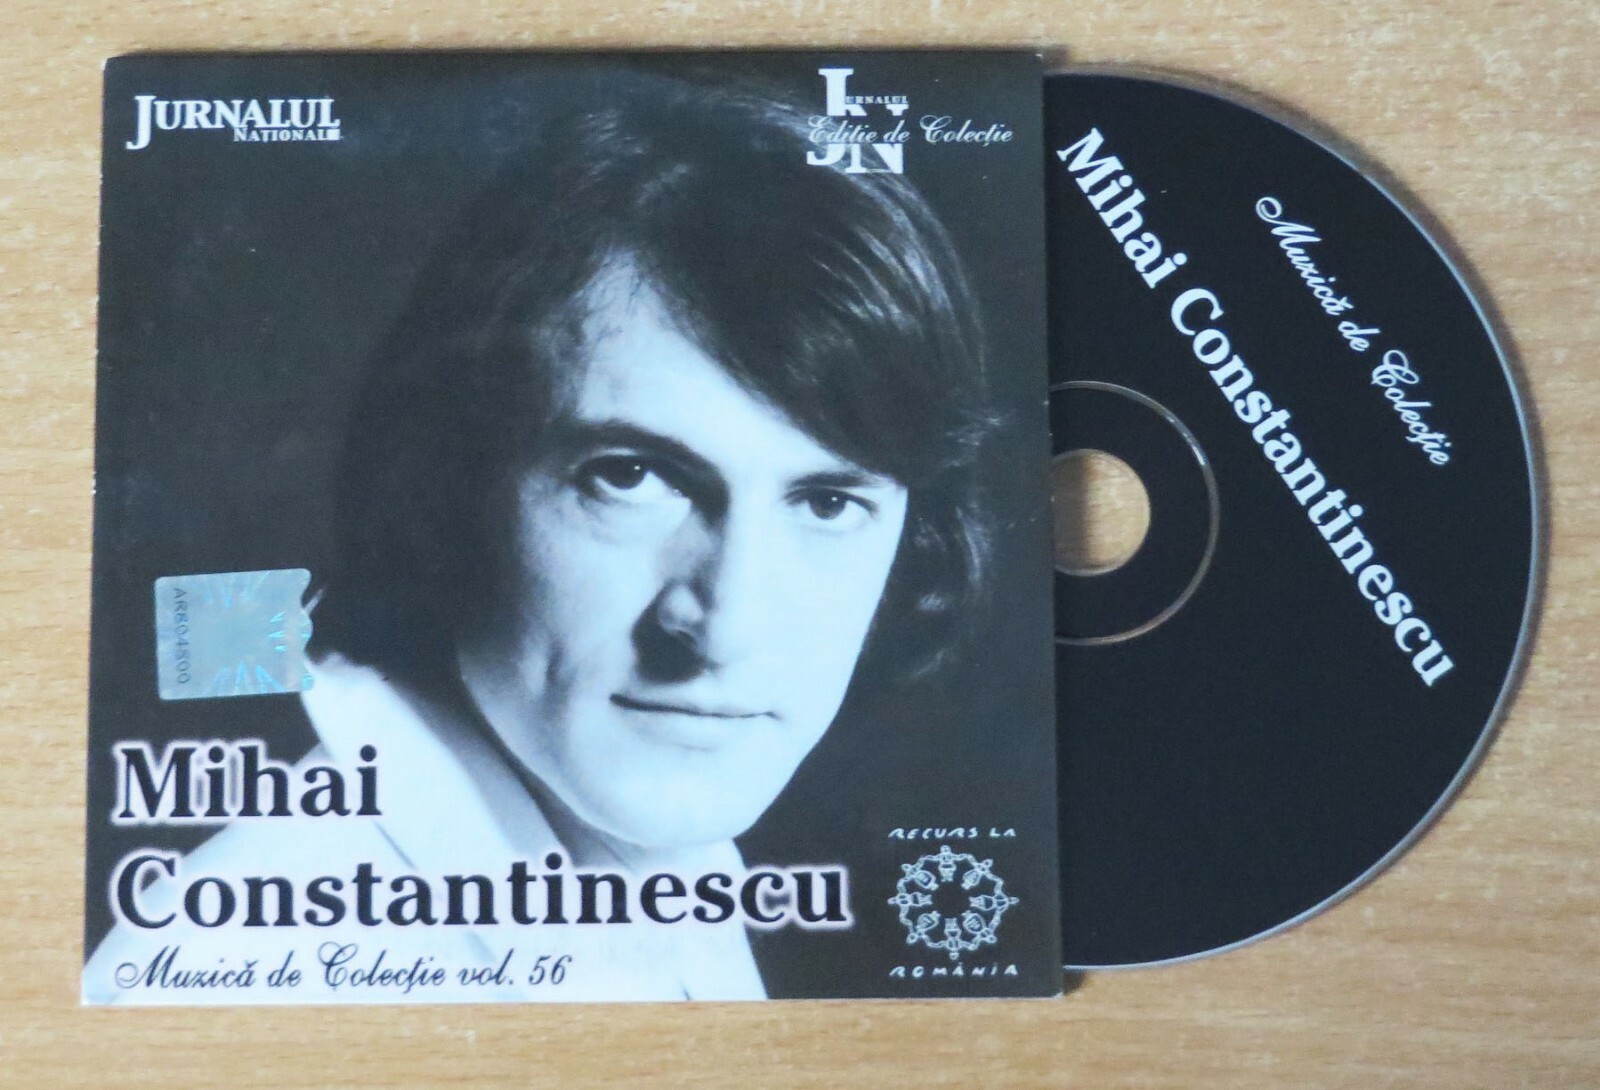 JURNALUL
NAȚIONAL
JURNALUL
JN
Ediție de Colecție
AR804500
Mihai
Constantinescu
Muzică de Colecție vol. 56
RECURS LA
ROMÂNIA
Muzică de Colecție
Mihai Constantinescu